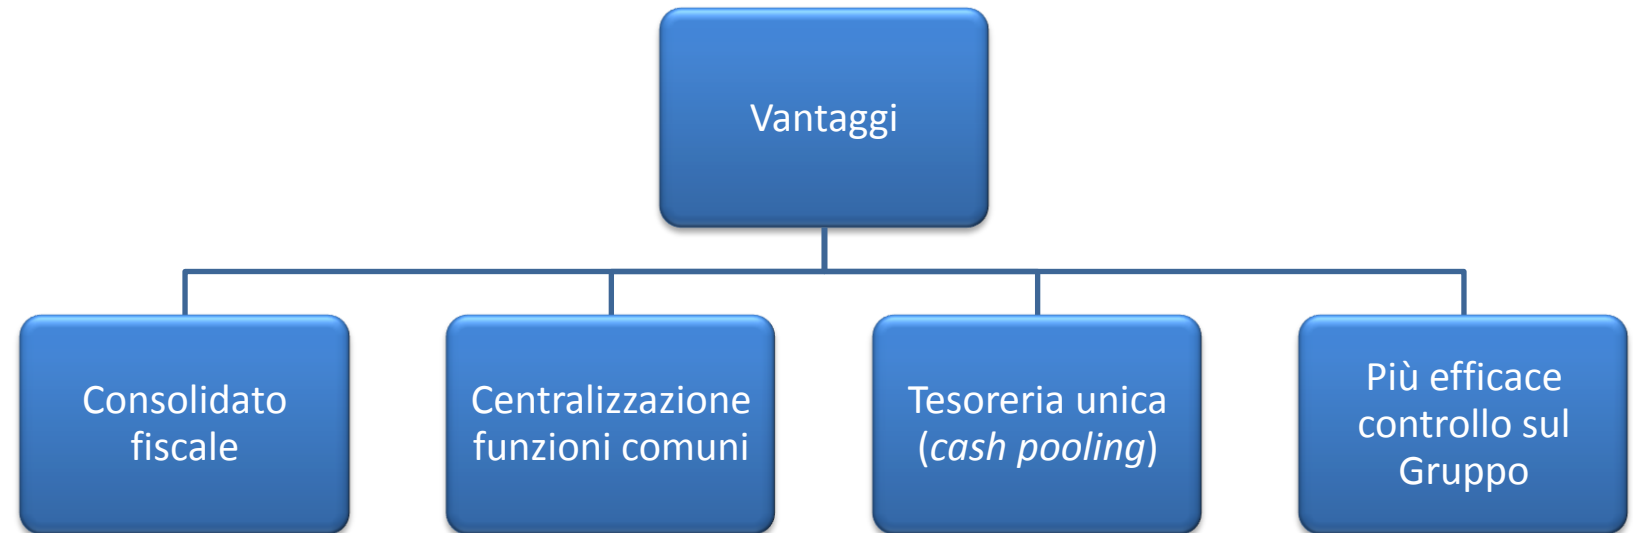 Vantaggi
Consolidato
fiscale
Centralizzazione
funzioni comuni
Tesoreria unica
(cash pooling)
Più efficace
controllo sul
Gruppo